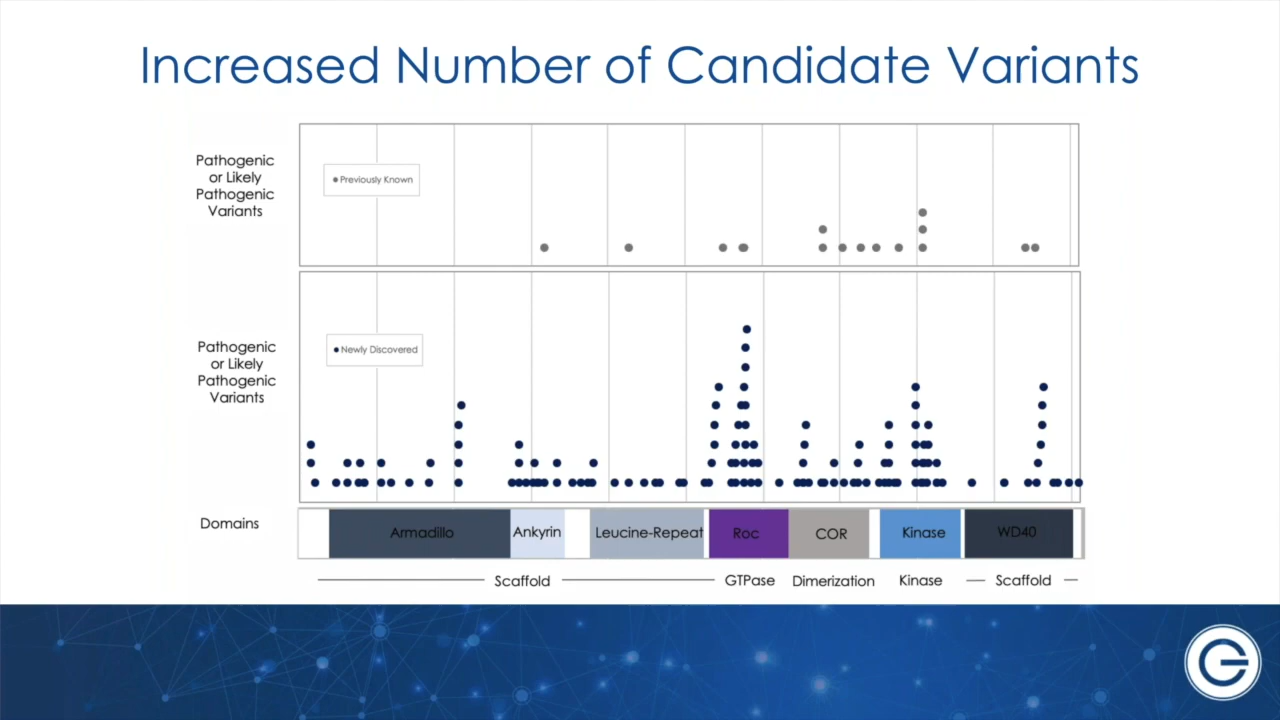 Increased Number of Candidate Variants
Pathogenic
or Likely
Pathogenic
Variants
Previously Known
Pathogenic
or Likely
Pathogenic
Variants
Newly Discovered
Domains
Armadillo
Ankyrin
Leucine-Repeat
Roc
COR
Kinase
WD40
Scaffold
GTPase
Dimerization
Kinase
Scaffold